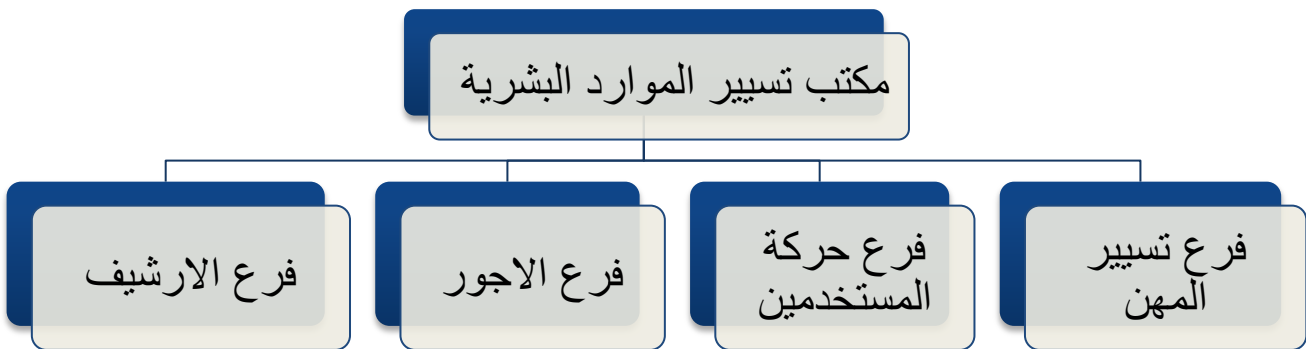 مكتب تسيير الموارد البشرية
فرع تسيير
المهن
فرع حركة
المستخدمين
فرع الاجور
فرع الارشيف